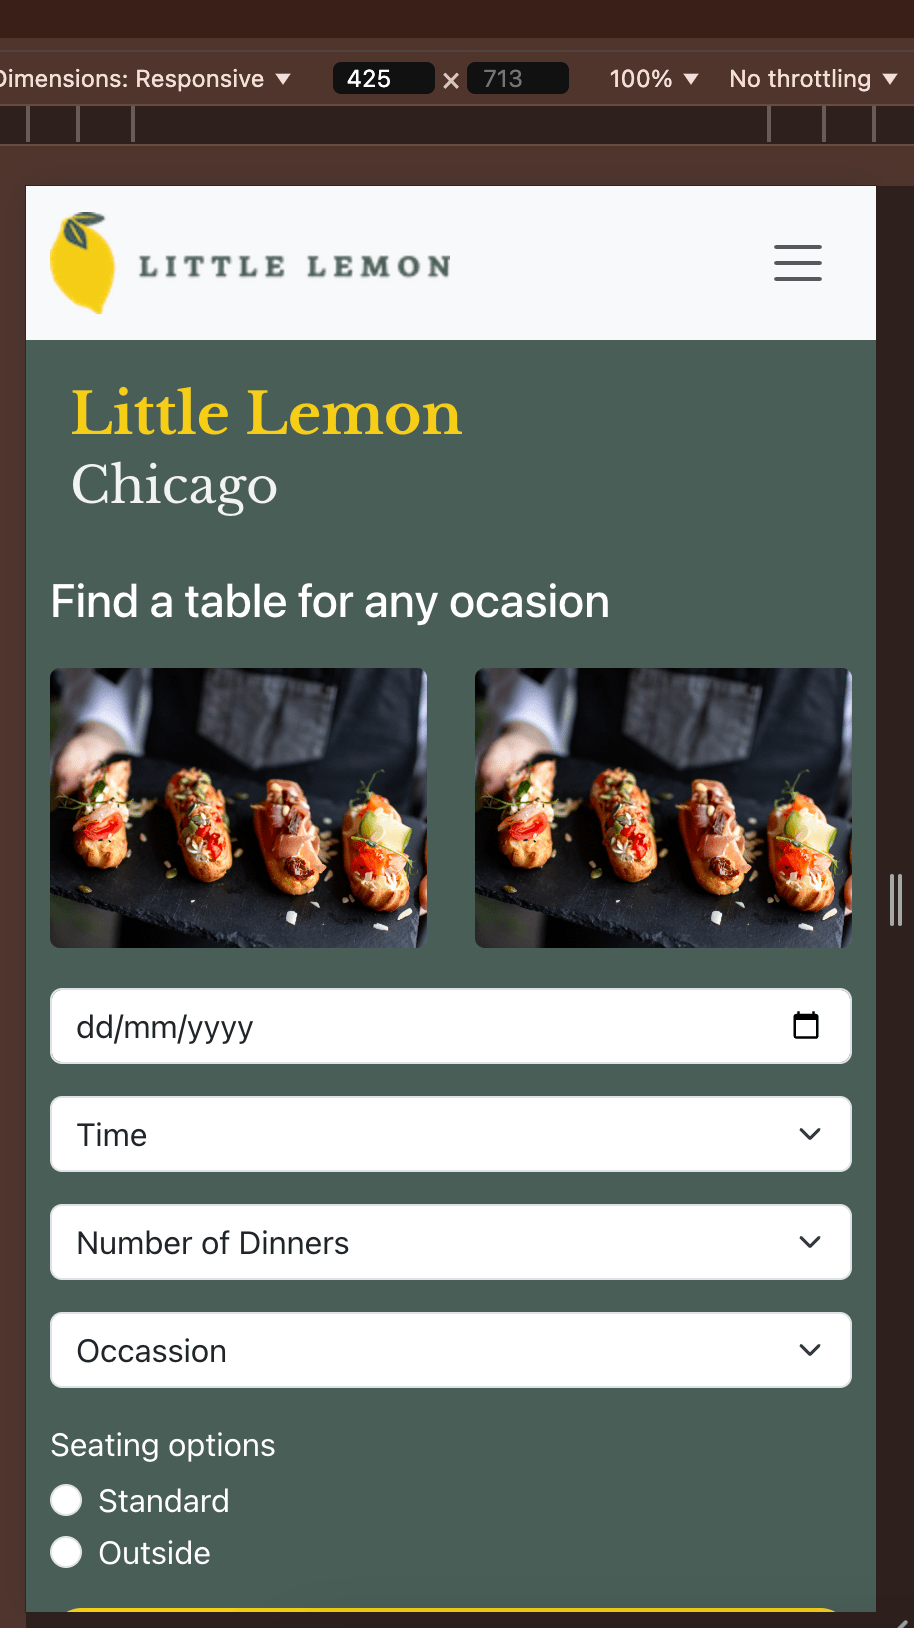 Dimensions: Responsive ▼ 425 × 713 100% ▼ No throttling ▼
LITTLE LEMON
Little Lemon
Chicago
Find a table for any ocasion
dd/mm/yyyy
Time
Number of Dinners
Occassion
Seating options
Standard
Outside